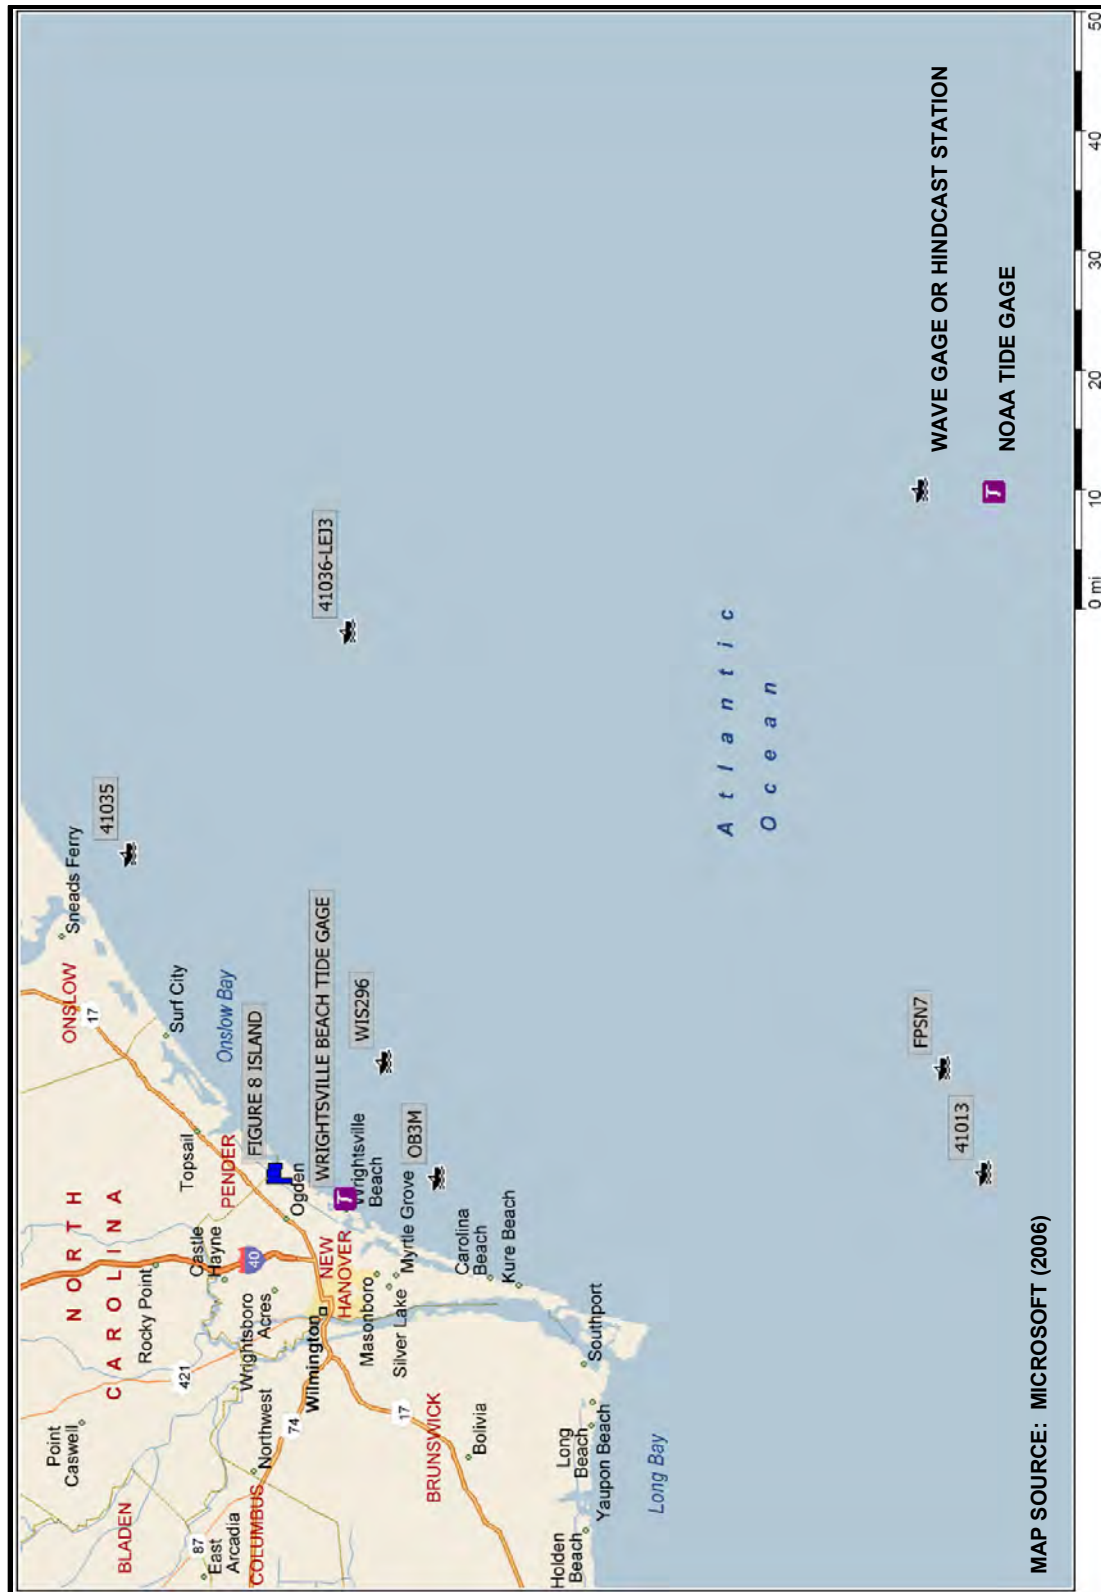 NORTH
CAROLINA
ONSLOW
17
Sneads Ferry
41035
Surf City
Onslow Bay
Topsail
PENDER
FIGURE 8 ISLAND
Ogden
WRIGHTSVILLE BEACH TIDE GAGE
Wrightsville
Beach
WIS296
OB3M
41036-LEJ3
Point
Caswell
Rocky Point
421
Castle
Hayne
40
Wrightsboro
Acres
NEW
HANOVER
Wilmington
Masonboro
Silver Lake
Myrtle Grove
Carolina
Beach
Kure Beach
BLADEN
87
East
Arcadia
COLUMBUS
Northwest
74
17
BRUNSWICK
Bolivia
Southport
Long
Beach
Yaupon Beach
Holden
Beach
Long Bay
Atlantic
Ocean
FPSN7
41013
WAVE GAGE OR HINDCAST STATION
NOAA TIDE GAGE
MAP SOURCE: MICROSOFT (2006)
0 mi 10 20 30 40 50